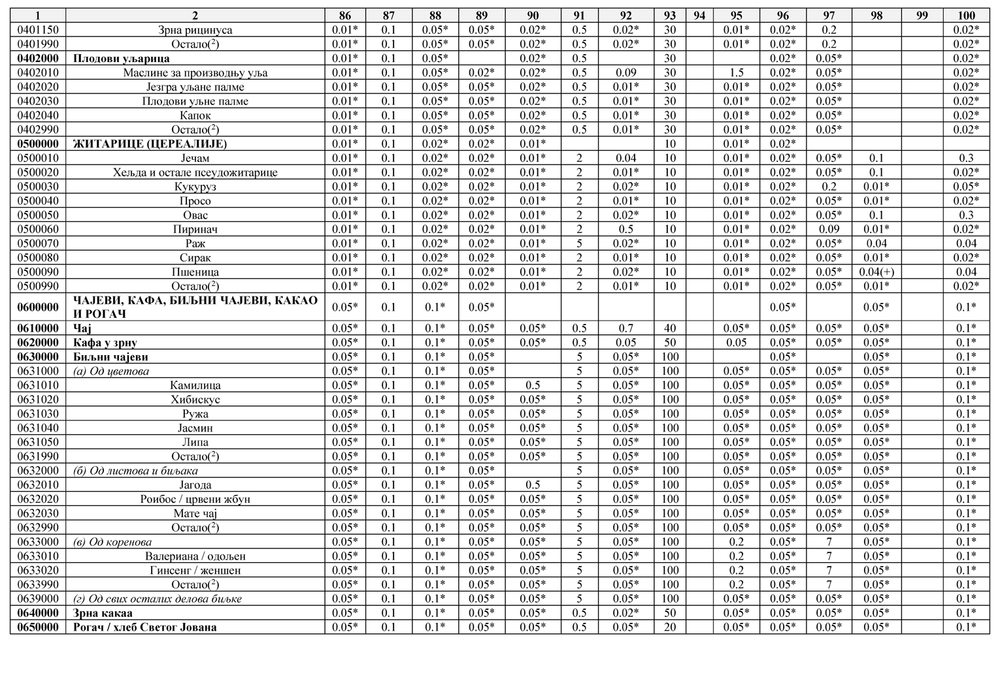 1 2 86 87 88 89 90 91 92 93 94 95 96 97 98 99 100
0401150 Зрна рицинуса 0.01* 0.1 0.05* 0.05* 0.02* 0.5 0.02* 30 0.01* 0.02* 0.2 0.02*
0401990 Остало(2) 0.01* 0.1 0.05* 0.05* 0.02* 0.5 0.02* 30 0.01* 0.02* 0.2 0.02*
0402000 Плодови уљарица 0.01* 0.1 0.05* 0.02* 0.5 30 0.02* 0.05* 0.02*
0402010 Маслине за производњу уља 0.01* 0.1 0.05* 0.02* 0.02* 0.5 0.09 30 1.5 0.02* 0.05* 0.02*
0402020 Језгра уљане палме 0.01* 0.1 0.05* 0.05* 0.02* 0.5 0.01* 30 0.01* 0.02* 0.05* 0.02*
0402030 Плодови уљне палме 0.01* 0.1 0.05* 0.05* 0.02* 0.5 0.01* 30 0.01* 0.02* 0.05* 0.02*
0402040 Капок 0.01* 0.1 0.05* 0.05* 0.02* 0.5 0.01* 30 0.01* 0.02* 0.05* 0.02*
0402990 Остало(2) 0.01* 0.1 0.05* 0.05* 0.02* 0.5 0.01* 30 0.01* 0.02* 0.05* 0.02*
0500000 ЖИТАРИЦЕ (ЦЕРЕАЛИЈЕ) 0.01* 0.1 0.02* 0.02* 0.01* 10 0.01* 0.02*
0500010 Јечам 0.01* 0.1 0.02* 0.02* 0.01* 2 0.04 10 0.01* 0.02* 0.05* 0.1 0.3
0500020 Хељда и остале псеудожитарице 0.01* 0.1 0.02* 0.02* 0.01* 2 0.01* 10 0.01* 0.02* 0.05* 0.1 0.02*
0500030 Кукуруз 0.01* 0.1 0.02* 0.02* 0.01* 2 0.02* 10 0.01* 0.02* 0.2 0.01* 0.05*
0500040 Просо 0.01* 0.1 0.02* 0.02* 0.01* 2 0.01* 10 0.01* 0.02* 0.05* 0.01* 0.02*
0500050 Овас 0.01* 0.1 0.02* 0.02* 0.01* 2 0.02* 10 0.01* 0.02* 0.05* 0.1 0.3
0500060 Пиринач 0.01* 0.1 0.02* 0.02* 0.01* 2 0.5 10 0.01* 0.02* 0.09 0.01* 0.02*
0500070 Раж 0.01* 0.1 0.02* 0.02* 0.01* 5 0.02* 10 0.01* 0.02* 0.05* 0.04 0.04
0500080 Сирак 0.01* 0.1 0.02* 0.02* 0.01* 2 0.01* 10 0.01* 0.02* 0.05* 0.01* 0.02*
0500090 Пшеница 0.01* 0.1 0.02* 0.02* 0.01* 2 0.02* 10 0.01* 0.02* 0.05* 0.04(+) 0.04
0500990 Остало(2) 0.01* 0.1 0.02* 0.02* 0.01* 2 0.01* 10 0.01* 0.02* 0.05* 0.01* 0.02*
0600000 ЧАЈЕВИ, КАФА, БИЉНИ ЧАЈЕВИ, КАКАО
И РОГАЧ 0.05* 0.1 0.1* 0.05* 0.05* 0.05* 0.1*
0610000 Чај 0.05* 0.1 0.1* 0.05* 0.05* 0.5 0.7 40 0.05* 0.05* 0.05* 0.05* 0.1*
0620000 Кафа у зрну 0.05* 0.1 0.1* 0.05* 0.05* 0.5 0.05 50 0.05 0.05* 0.05* 0.05* 0.1*
0630000 Биљни чајеви 0.05* 0.1 0.1* 0.05* 5 0.05* 100 0.05* 0.05* 0.1*
0631000 (а) Од цветова 0.05* 0.1 0.1* 0.05* 5 0.05* 100 0.05* 0.05* 0.05* 0.05* 0.1*
0631010 Камилица 0.05* 0.1 0.1* 0.05* 0.5 5 0.05* 100 0.05* 0.05* 0.05* 0.05* 0.1*
0631020 Хибискус 0.05* 0.1 0.1* 0.05* 0.05* 5 0.05* 100 0.05* 0.05* 0.05* 0.05* 0.1*
0631030 Ружа 0.05* 0.1 0.1* 0.05* 0.05* 5 0.05* 100 0.05* 0.05* 0.05* 0.05* 0.1*
0631040 Јасмин 0.05* 0.1 0.1* 0.05* 0.05* 5 0.05* 100 0.05* 0.05* 0.05* 0.05* 0.1*
0631050 Липа 0.05* 0.1 0.1* 0.05* 0.05* 5 0.05* 100 0.05* 0.05* 0.05* 0.05* 0.1*
0631990 Остало(2) 0.05* 0.1 0.1* 0.05* 0.05* 5 0.05* 100 0.05* 0.05* 0.05* 0.05* 0.1*
0632000 (б) Од листова и биљака 0.05* 0.1 0.1* 0.05* 5 0.05* 100 0.05* 0.05* 0.05* 0.05* 0.1*
0632010 Јагода 0.05* 0.1 0.1* 0.05* 0.5 5 0.05* 100 0.05* 0.05* 0.05* 0.05* 0.1*
0632020 Роибос / црвени жбун 0.05* 0.1 0.1* 0.05* 0.05* 5 0.05* 100 0.05* 0.05* 0.05* 0.05* 0.1*
0632030 Мате чај 0.05* 0.1 0.1* 0.05* 0.05* 5 0.05* 100 0.05* 0.05* 0.05* 0.05* 0.1*
0632990 Остало(2) 0.05* 0.1 0.1* 0.05* 0.05* 5 0.05* 100 0.05* 0.05* 0.05* 0.05* 0.1*
0633000 (в) Од коренова 0.05* 0.1 0.1* 0.05* 0.05* 5 0.05* 100 0.2 0.05* 7 0.05* 0.1*
0633010 Валериана / одољен 0.05* 0.1 0.1* 0.05* 0.05* 5 0.05* 100 0.2 0.05* 7 0.05* 0.1*
0633020 Гинсенг / женшен 0.05* 0.1 0.1* 0.05* 0.05* 5 0.05* 100 0.2 0.05* 7 0.05* 0.1*
0633990 Остало(2) 0.05* 0.1 0.1* 0.05* 0.05* 5 0.05* 100 0.2 0.05* 7 0.05* 0.1*
0639000 (г) Од свих осталих делова биљке 0.05* 0.1 0.1* 0.05* 0.05* 5 0.05* 100 0.05* 0.05* 0.05* 0.05* 0.1*
0640000 Зрна какаа 0.05* 0.1 0.1* 0.05* 0.05* 0.5 0.02* 50 0.05* 0.05* 0.05* 0.05* 0.1*
0650000 Рогач / хлеб Светог Јована 0.05* 0.1 0.1* 0.05* 0.05* 0.5 0.05* 20 0.05* 0.05* 0.05* 0.05* 0.1*